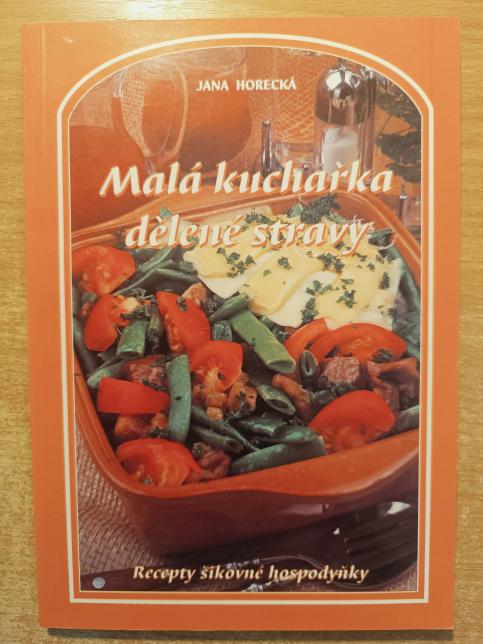 JANA HORECKÁ
Malá kuchařka
dělené stravy
Recepty šikovné hospodyňky